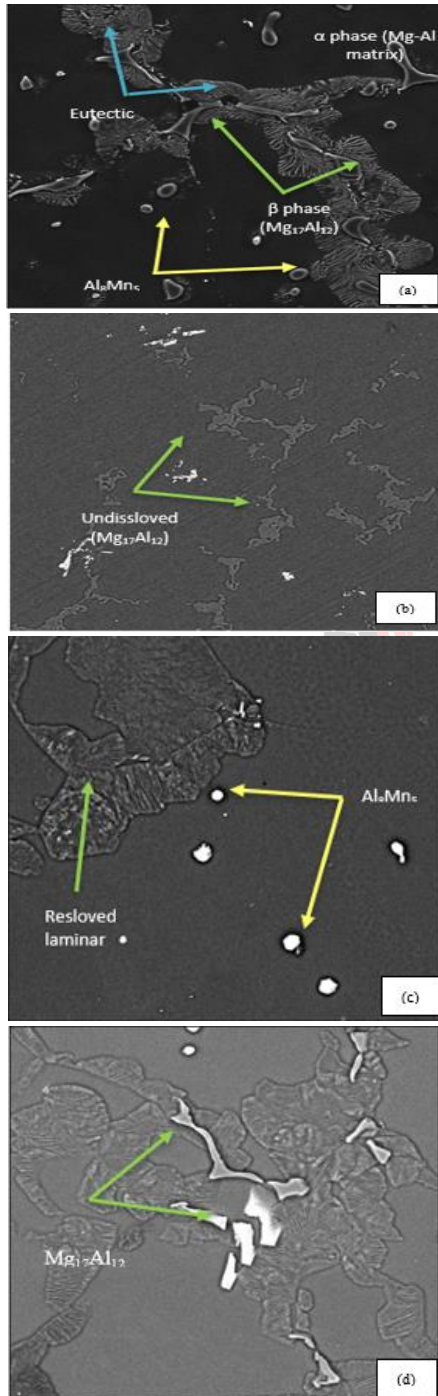 α phase (Mg-Al
matrix)
Eutectic
β phase
(Mg₁₇Al₁₂)
Al₈Mn₅
(a)
Undissloved
(Mg₁₇Al₁₂)
(b)
Al₈Mn₅
Resloved
laminar
(c)
Mg₁₇Al₁₂
(d)